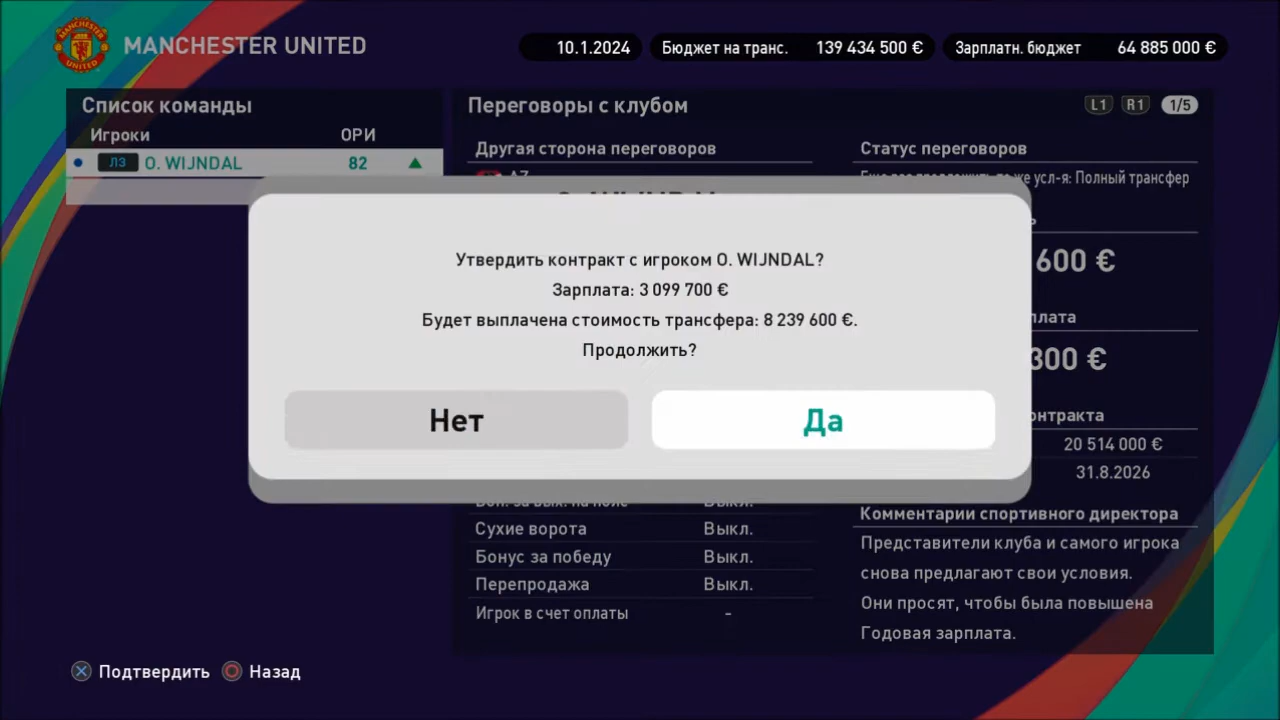 MANCHESTER UNITED
10.1.2024
Бюджет на транс. 139 434 500 €
Зарплатн. бюджет 64 885 000 €
Список команды
Игроки ОРИ
ЛЗ O. WIJNDAL 82
Переговоры с клубом
L1 R1 1/5
Другая сторона переговоров
AZ
Статус переговоров
Полный трансфер
600 €
300 €
20 514 000 €
31.8.2026
Утвердить контракт с игроком O. WIJNDAL?
Зарплата: 3 099 700 €
Будет выплачена стоимость трансфера: 8 239 600 €.
Продолжить?
Нет
Да
Сухие ворота Выкл.
Бонус за победу Выкл.
Перепродажа Выкл.
Игрок в счет оплаты -
Комментарии спортивного директора
Представители клуба и самого игрока
снова предлагают свои условия.
Они просят, чтобы была повышена
Годовая зарплата.
Подтвердить Назад